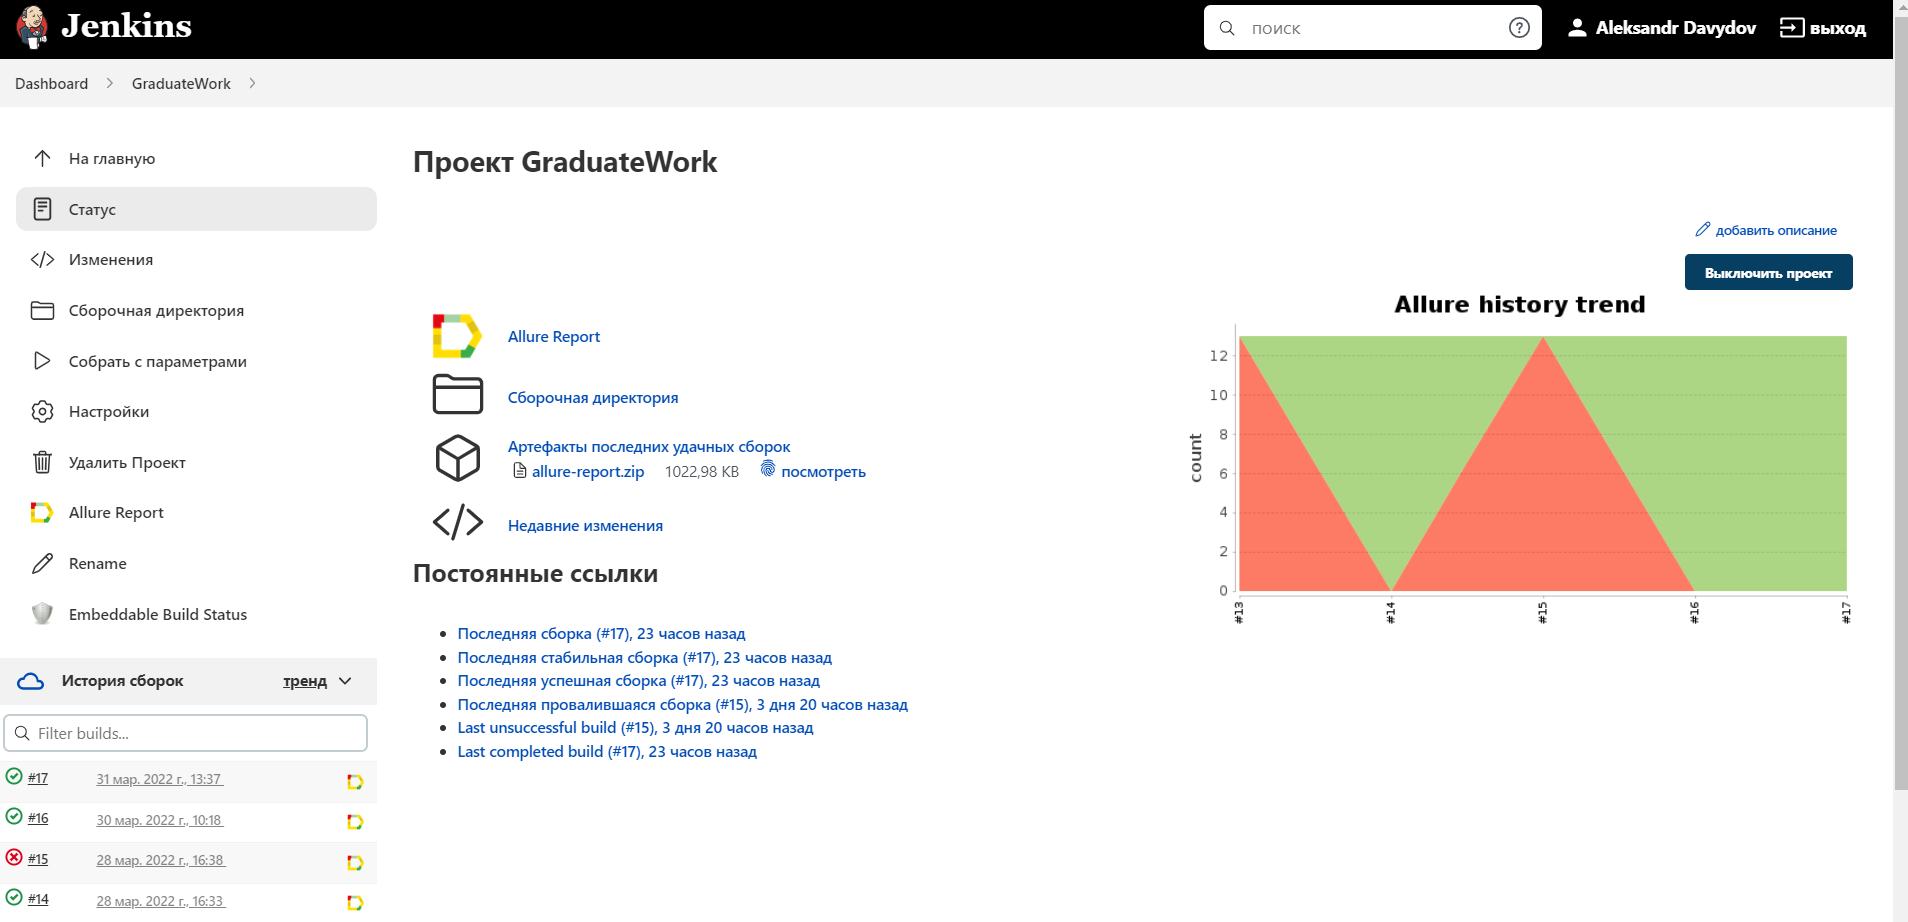 Jenkins
поиск
Aleksandr Davydov
выход
Dashboard
GraduateWork
На главную
Статус
Изменения
Сборочная директория
Собрать с параметрами
Настройки
Удалить Проект
Allure Report
Rename
Embeddable Build Status
История сборок
тренд
Filter builds...
#17 31 мар. 2022 г., 13:37
#16 30 мар. 2022 г., 10:18
#15 28 мар. 2022 г., 16:38
#14 28 мар. 2022 г., 16:33
Проект GraduateWork
добавить описание
Выключить проект
Allure Report
Сборочная директория
Артефакты последних удачных сборок
allure-report.zip 1022,98 KB посмотреть
Недавние изменения
Постоянные ссылки
Последняя сборка (#17), 23 часов назад
Последняя стабильная сборка (#17), 23 часов назад
Последняя успешная сборка (#17), 23 часов назад
Последняя провалившаяся сборка (#15), 3 дня 20 часов назад
Last unsuccessful build (#15), 3 дня 20 часов назад
Last completed build (#17), 23 часов назад
Allure history trend
count
12
10
8
6
4
2
0
#13
#14
#15
#16
#17